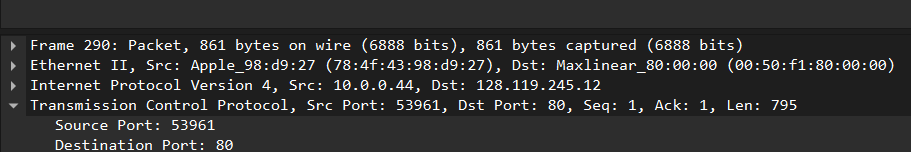 Frame 290: Packet, 861 bytes on wire (6888 bits), 861 bytes captured (6888 bits)
Ethernet II, Src: Apple_98:d9:27 (78:4f:43:98:d9:27), Dst: Maxlinear_80:00:00 (00:50:f1:80:00:00)
Internet Protocol Version 4, Src: 10.0.0.44, Dst: 128.119.245.12
Transmission Control Protocol, Src Port: 53961, Dst Port: 80, Seq: 1, Ack: 1, Len: 795
Source Port: 53961
Destination Port: 80